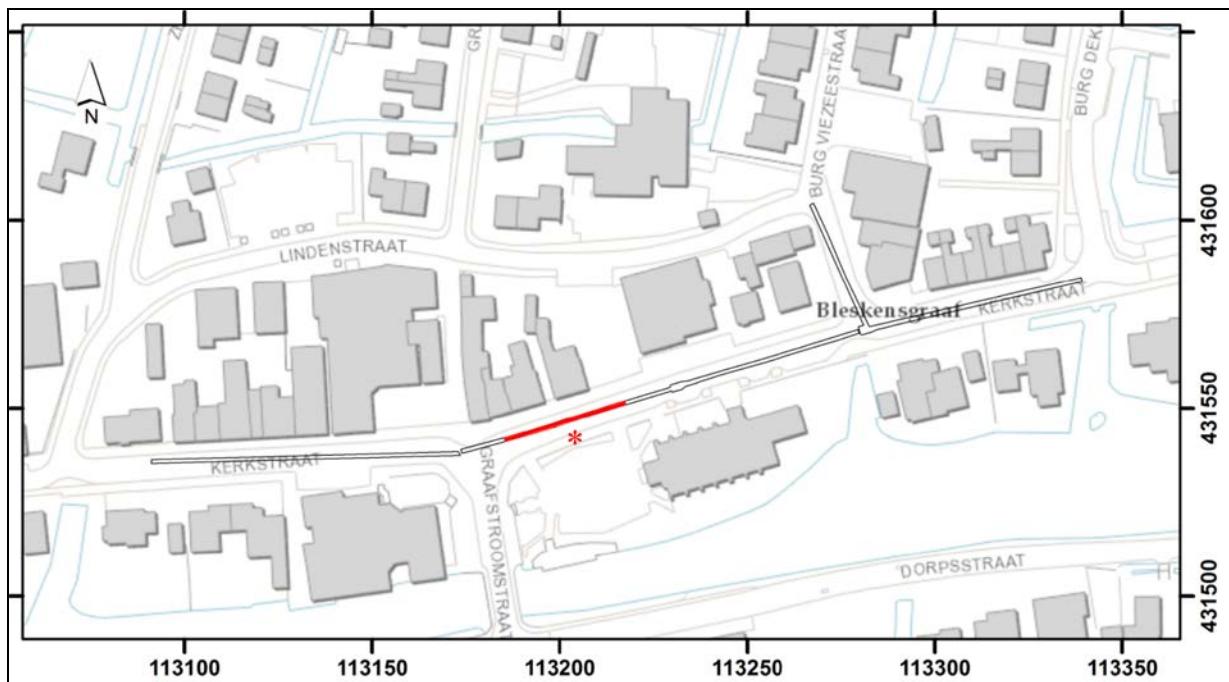 N
LINDENSTRAAT
BURG VIEZEESTRAAT
BURG DEK
Bleskensgraaf
KERKSTRAAT
*
KERKSTRAAT
GRAAFSTROOMSTRAAT
DORPSSTRAAT
H
GR
431600
431550
431500
113100 113150 113200 113250 113300 113350